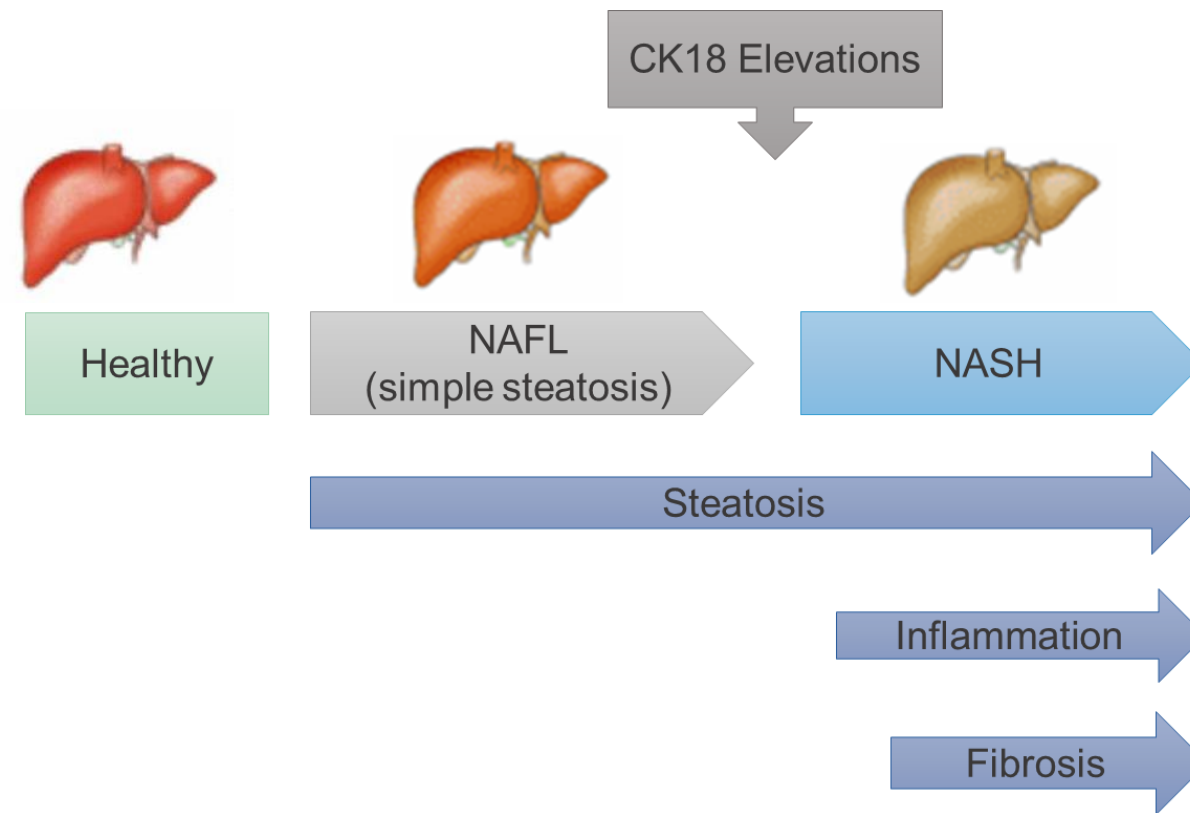 CK18 Elevations
Healthy
NAFL
(simple steatosis)
NASH
Steatosis
Inflammation
Fibrosis